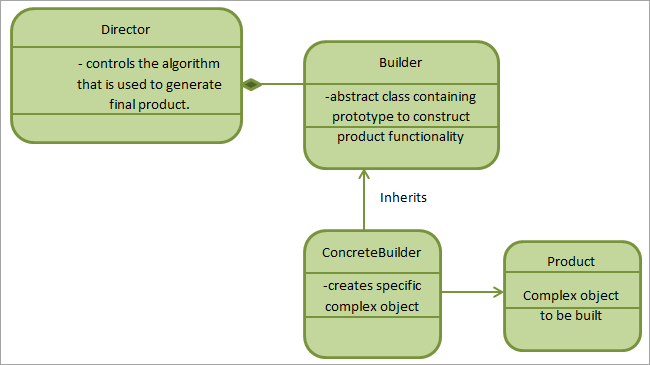 Director
- controls the algorithm
that is used to generate
final product.
Builder
-abstract class containing
prototype to construct
product functionality
Inherits
ConcreteBuilder
-creates specific
complex object
Product
Complex object
to be built